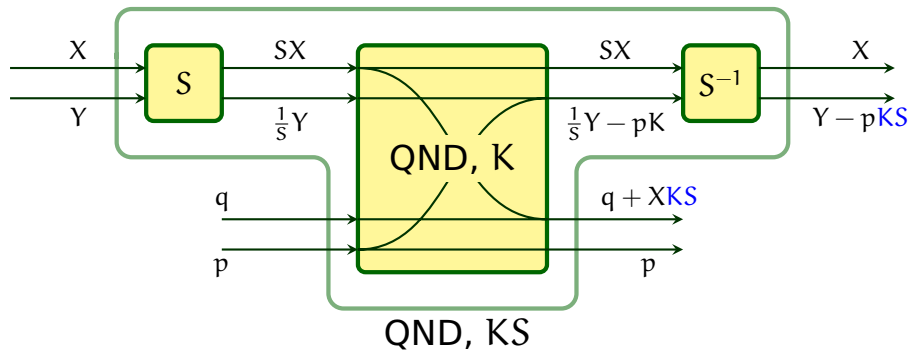 X SX SX X
S S⁻¹
Y 1/S Y 1/S Y − pK Y − pKS
QND, K
q q + XKS
p p
QND, KS